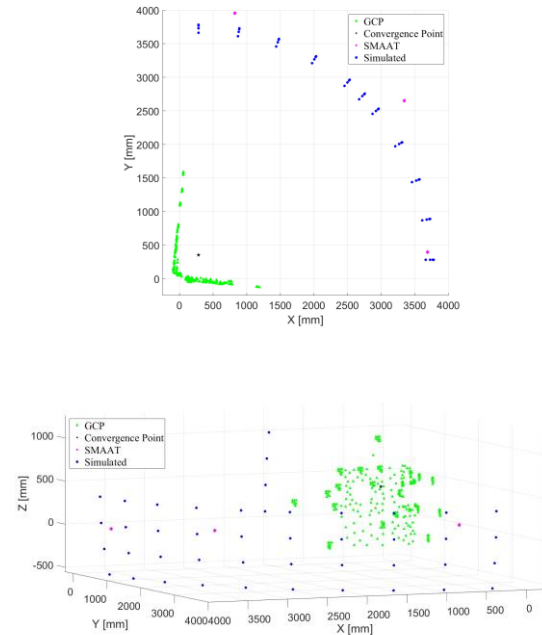 4000
3500
3000
2500
2000
1500
1000
500
0
Y [mm]
GCP
Convergence Point
SMAAT
Simulated
0 500 1000 1500 2000 2500 3000 3500 4000
X [mm]
GCP
Convergence Point
SMAAT
Simulated
1000
500
0
-500
Z [mm]
0
1000
2000
3000
4000
Y [mm]
4000 3500 3000 2500 2000 1500 1000 500 0
X [mm]